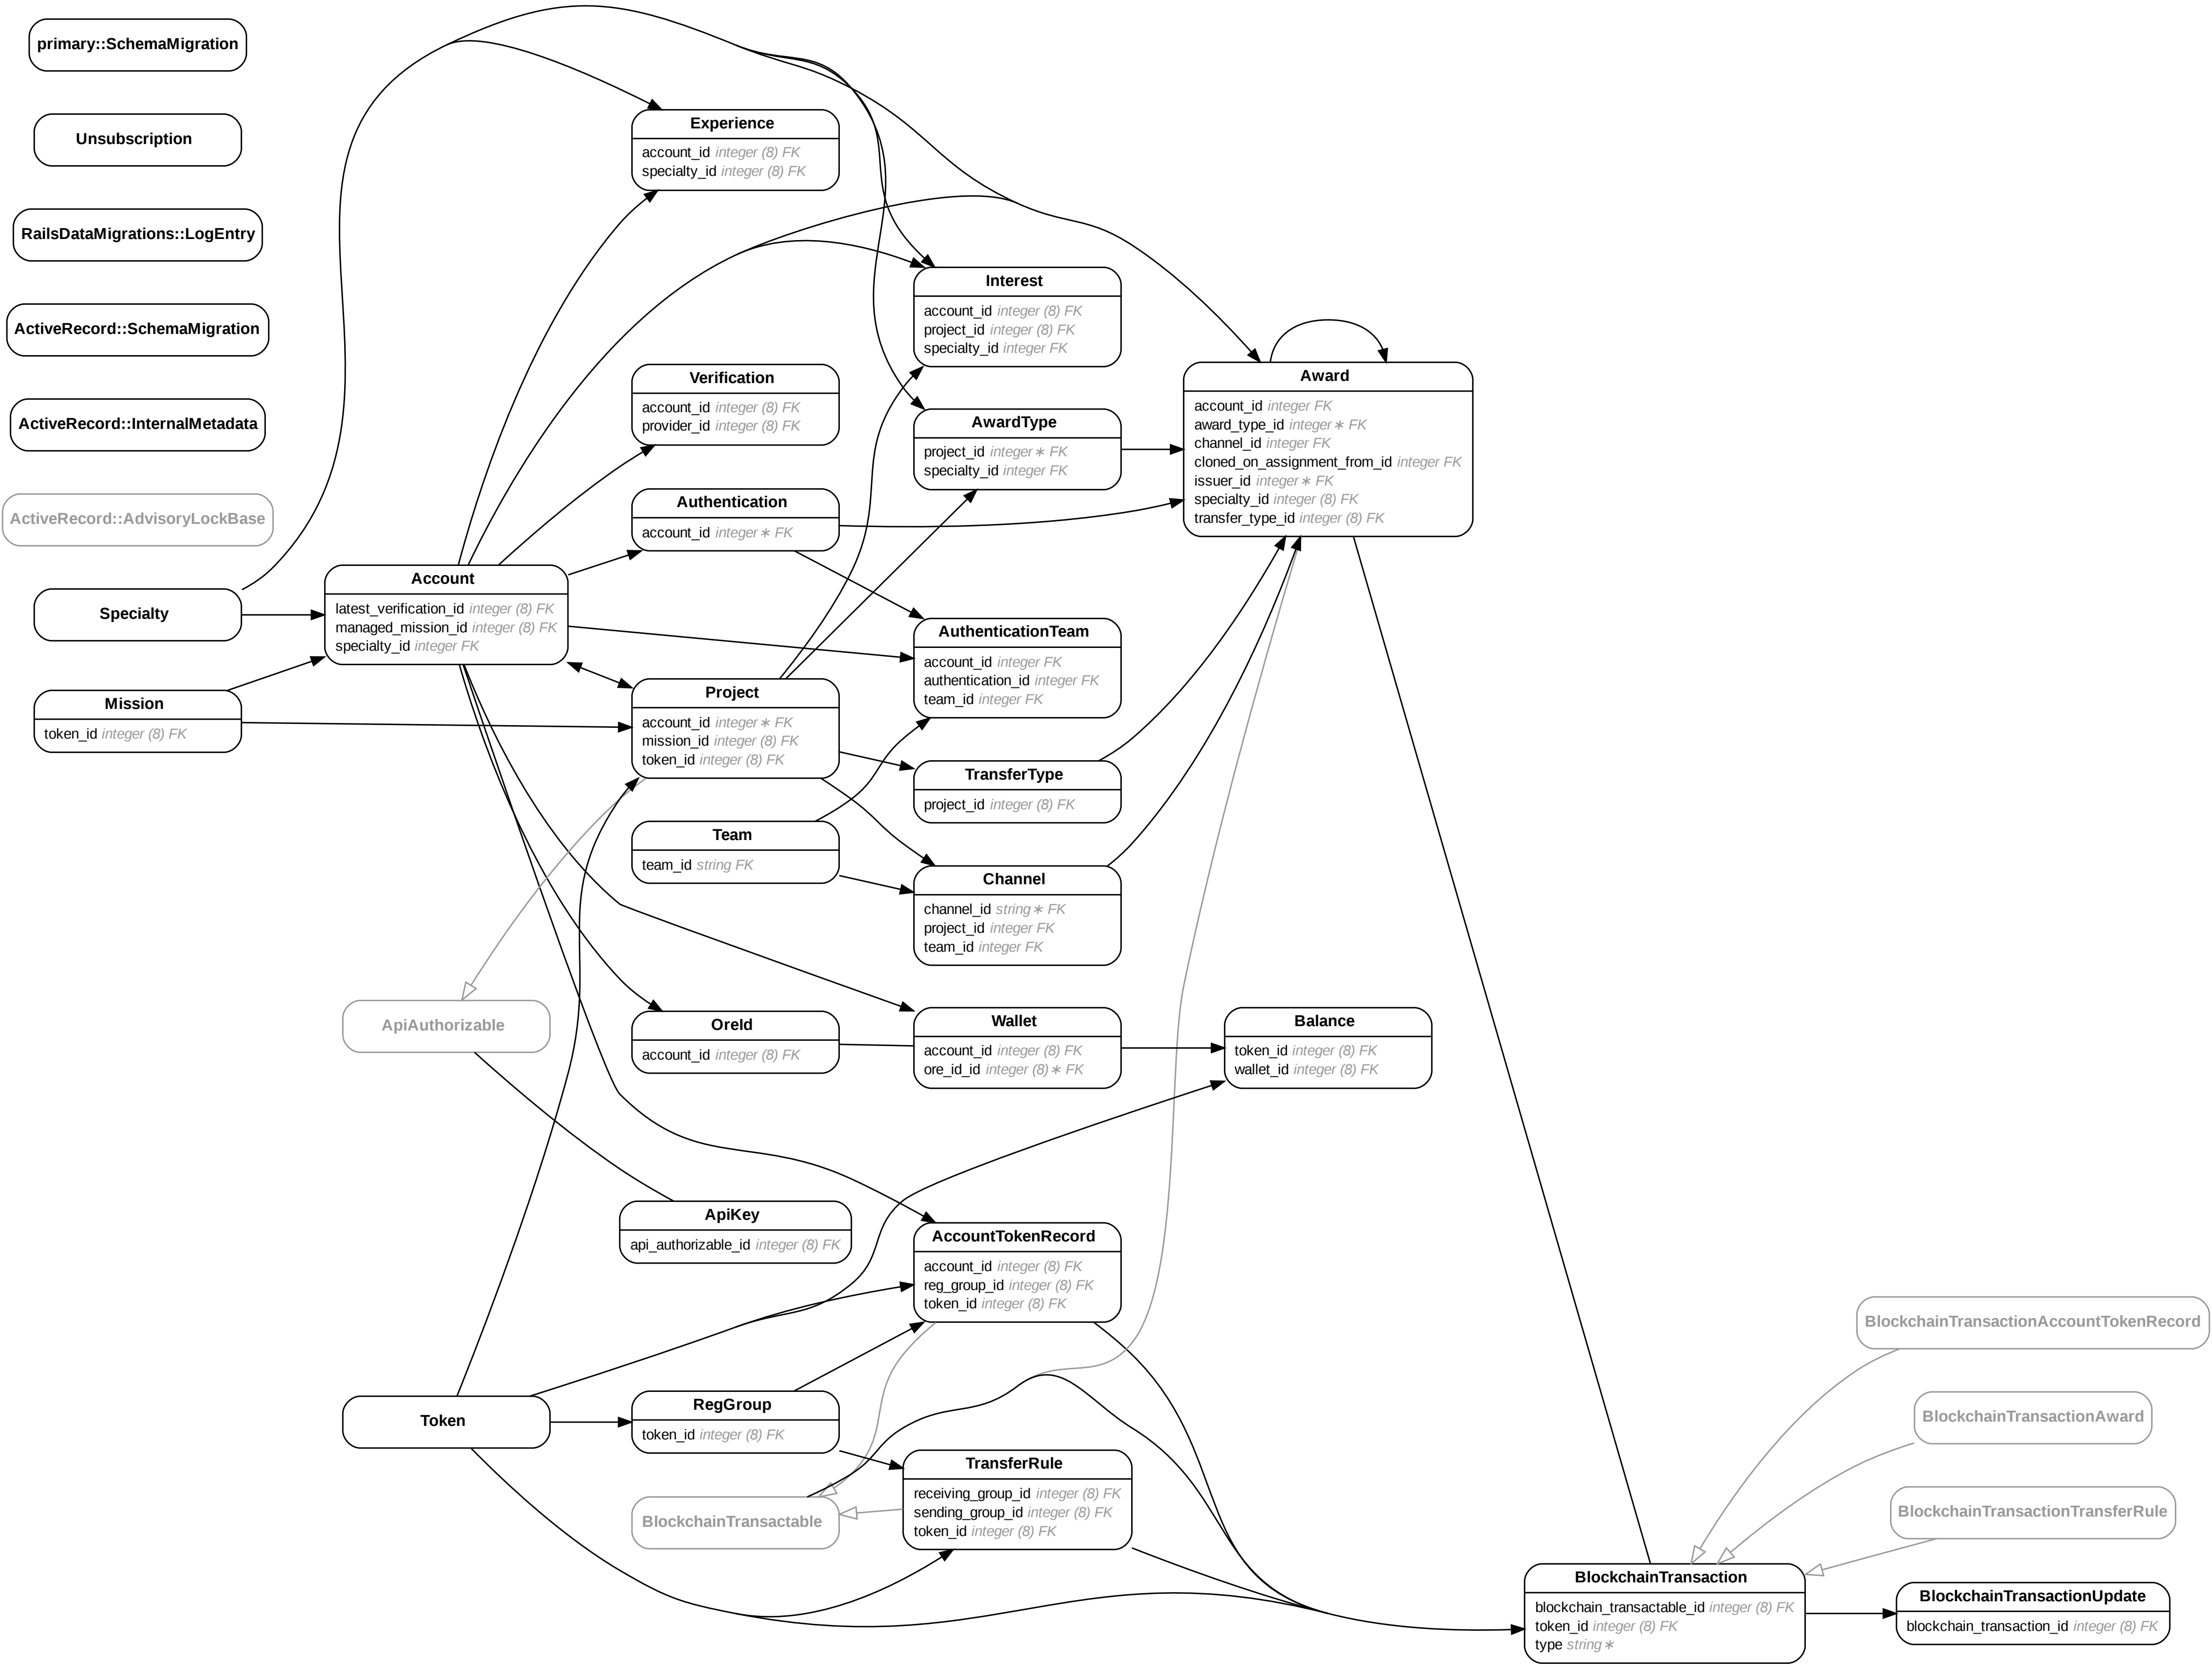 primary::SchemaMigration
Unsubscription
RailsDataMigrations::LogEntry
ActiveRecord::SchemaMigration
ActiveRecord::InternalMetadata
ActiveRecord::AdvisoryLockBase
Specialty
Mission
token_id integer (8) FK
Account
latest_verification_id integer (8) FK
managed_mission_id integer (8) FK
specialty_id integer FK
ApiAuthorizable
Token
Experience
account_id integer (8) FK
specialty_id integer (8) FK
Verification
account_id integer (8) FK
provider_id integer (8) FK
Authentication
account_id integer∗ FK
Project
account_id integer∗ FK
mission_id integer (8) FK
token_id integer (8) FK
Team
team_id string FK
OreId
account_id integer (8) FK
ApiKey
api_authorizable_id integer (8) FK
RegGroup
token_id integer (8) FK
BlockchainTransactable
Interest
account_id integer (8) FK
project_id integer (8) FK
specialty_id integer FK
AwardType
project_id integer∗ FK
specialty_id integer FK
AuthenticationTeam
account_id integer FK
authentication_id integer FK
team_id integer FK
TransferType
project_id integer (8) FK
Channel
channel_id string∗ FK
project_id integer FK
team_id integer FK
Wallet
account_id integer (8) FK
ore_id_id integer (8)∗ FK
AccountTokenRecord
account_id integer (8) FK
reg_group_id integer (8) FK
token_id integer (8) FK
TransferRule
receiving_group_id integer (8) FK
sending_group_id integer (8) FK
token_id integer (8) FK
Award
account_id integer FK
award_type_id integer∗ FK
channel_id integer FK
cloned_on_assignment_from_id integer FK
issuer_id integer∗ FK
specialty_id integer (8) FK
transfer_type_id integer (8) FK
Balance
token_id integer (8) FK
wallet_id integer (8) FK
BlockchainTransaction
blockchain_transactable_id integer (8) FK
token_id integer (8) FK
type string∗
BlockchainTransactionAccountTokenRecord
BlockchainTransactionAward
BlockchainTransactionTransferRule
BlockchainTransactionUpdate
blockchain_transaction_id integer (8) FK